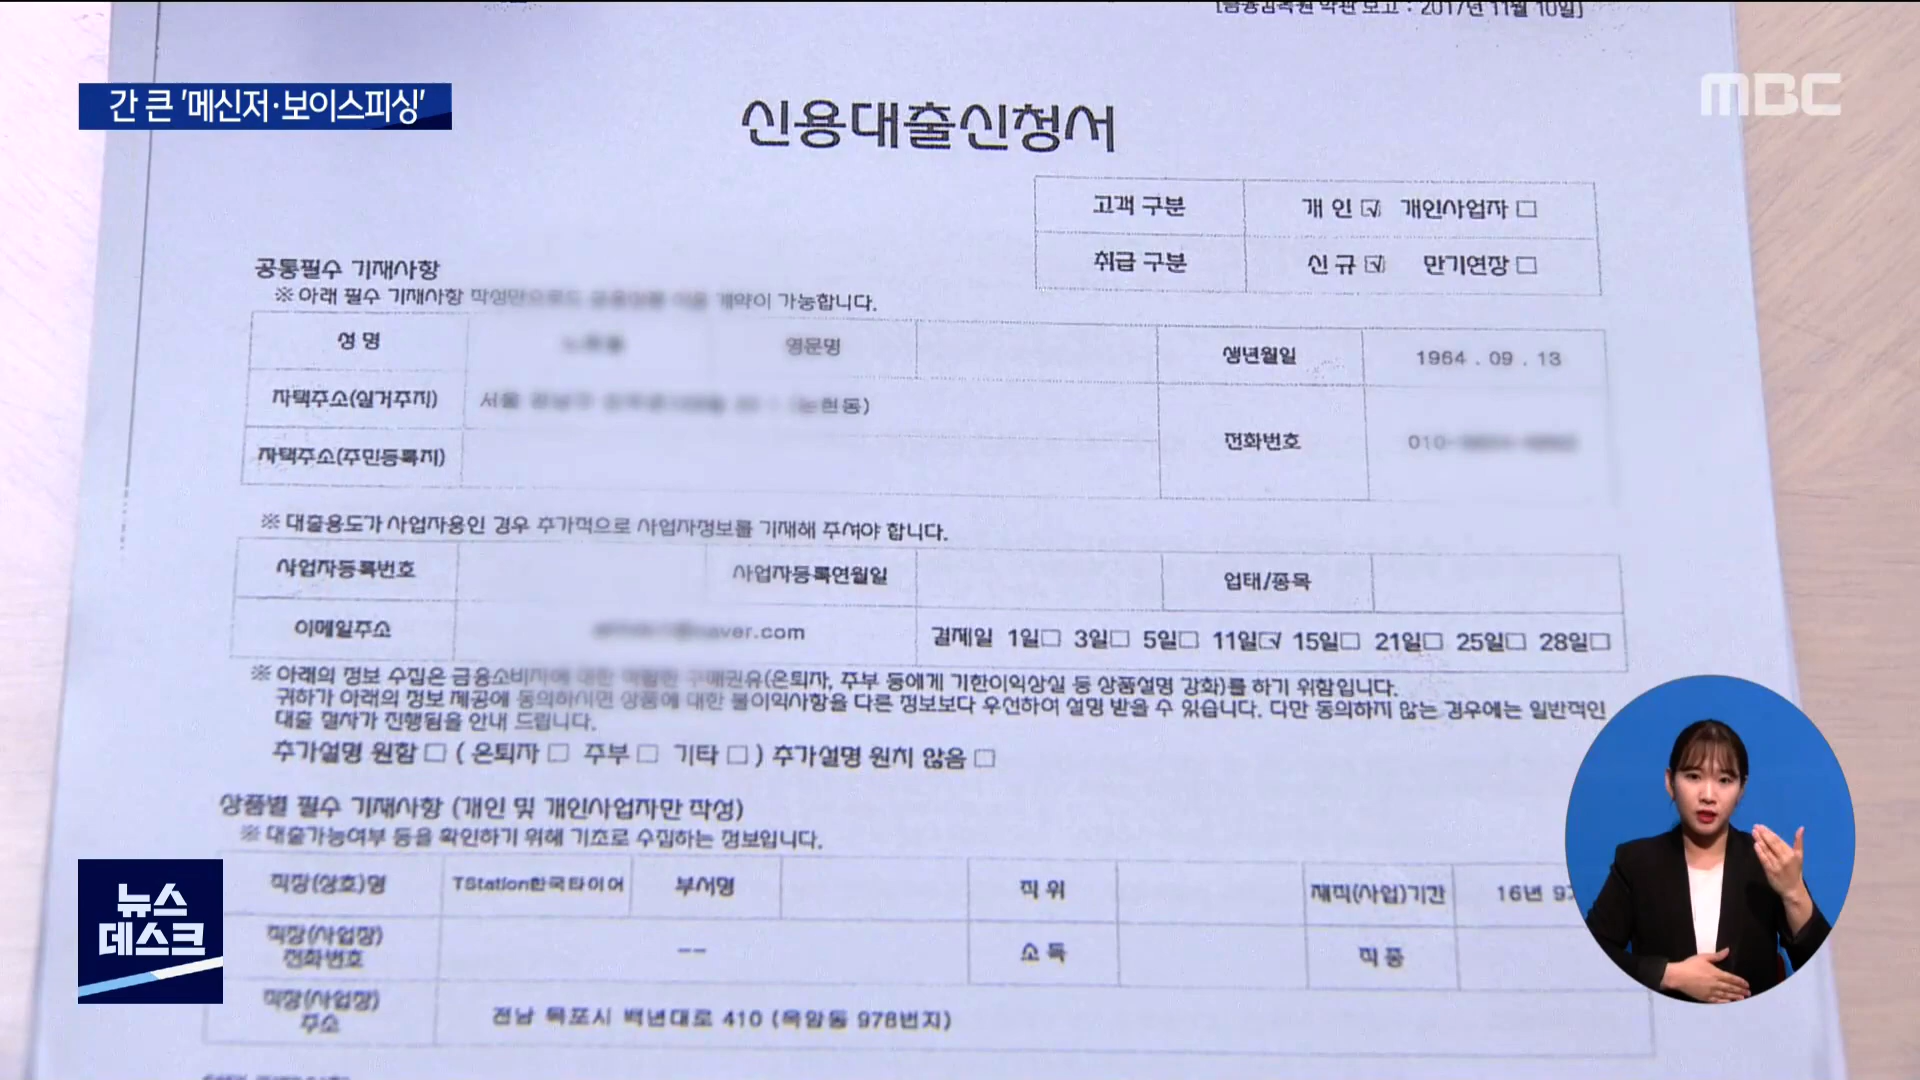 [금융감독원 약관 보고 : 2017년 11월 10일]
간 큰 '메신저·보이스피싱'
MBC
신용대출신청서
고객 구분 개 인 ☑ 개인사업자 □
취급 구분 신 규 ☑ 만기연장 □
공통필수 기재사항
※ 아래 필수 기재사항 작성만으로도 계약이 가능합니다.
성 명 영문명 생년월일 1964 . 09 . 13
자택주소(실거주지) 서울 논현동)
전화번호 010-
자택주소(주민등록지)
※ 대출용도가 사업자용인 경우 추가적으로 사업자정보를 기재해 주셔야 합니다.
사업자등록번호 사업자등록연월일 업태/종목
이메일주소 naver.com 결제일 1일□ 3일□ 5일□ 11일☑ 15일□ 21일□ 25일□ 28일□
※ 아래의 정보 수집은 금융소비자에 대한 구매권유(은퇴자, 주부 등에게 기한이익상실 등 상품설명 강화)를 하기 위함입니다.
귀하가 아래의 정보 제공에 동의하시면 상품에 대한 불이익사항을 다른 정보보다 우선하여 설명 받을 수 있습니다. 다만 동의하지 않는 경우에는 일반적인
대출 절차가 진행됨을 안내 드립니다.
추가설명 원함 □ ( 은퇴자 □ 주부 □ 기타 □ ) 추가설명 원치 않음 □
상품별 필수 기재사항 (개인 및 개인사업자만 작성)
※ 대출가능여부 등을 확인하기 위해 기초로 수집하는 정보입니다.
직장(상호)명 TStation한국타이어 부서명 직 위 재직(사업)기간 16년 9
직장(사업장)
전화번호 -- 소 득 직 종
직장(사업장)
주소 전남 목포시 백년대로 410 (옥암동 978번지)
뉴스
데스크